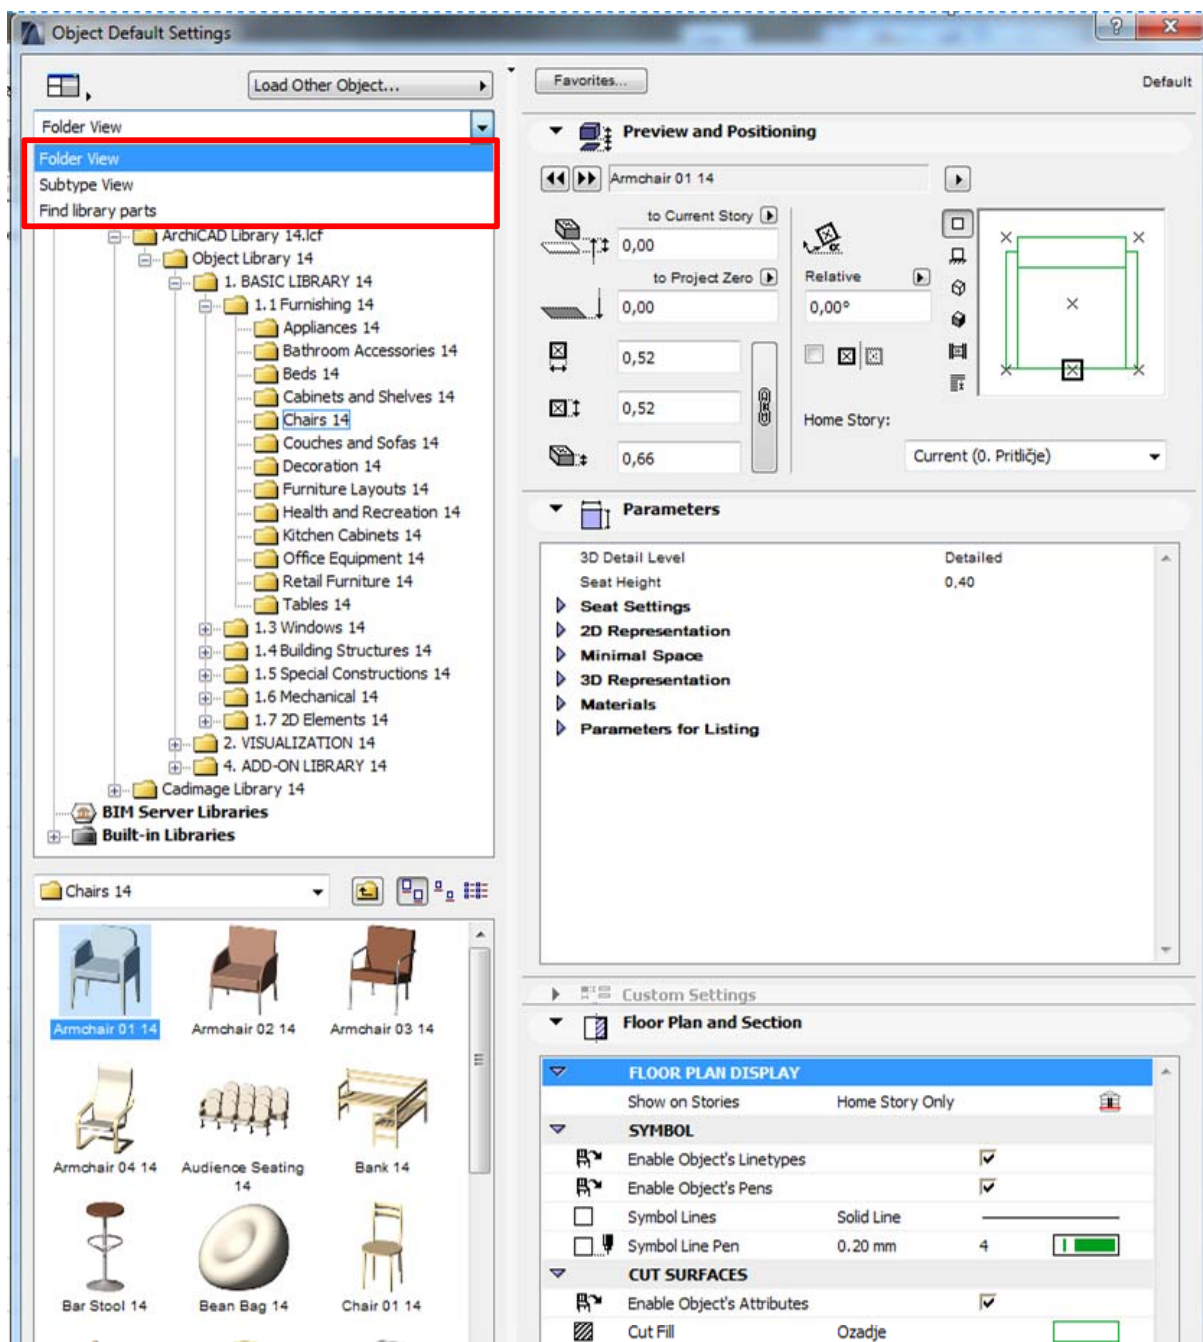 Object Default Settings
Load Other Object...
Folder View
Folder View
Subtype View
Find library parts
ArchiCAD Library 14.lcf
Object Library 14
1. BASIC LIBRARY 14
1.1 Furnishing 14
Appliances 14
Bathroom Accessories 14
Beds 14
Cabinets and Shelves 14
Chairs 14
Couches and Sofas 14
Decoration 14
Furniture Layouts 14
Health and Recreation 14
Kitchen Cabinets 14
Office Equipment 14
Retail Furniture 14
Tables 14
1.3 Windows 14
1.4 Building Structures 14
1.5 Special Constructions 14
1.6 Mechanical 14
1.7 2D Elements 14
2. VISUALIZATION 14
4. ADD-ON LIBRARY 14
Cadimage Library 14
BIM Server Libraries
Built-in Libraries
Chairs 14
Armchair 01 14
Armchair 02 14
Armchair 03 14
Armchair 04 14
Audience Seating
14
Bank 14
Bar Stool 14
Bean Bag 14
Chair 01 14
Favorites...
Default
Preview and Positioning
Armchair 01 14
to Current Story
0,00
to Project Zero
0,00
0,52
0,52
0,66
α
Relative
0,00°
Home Story:
Current (0. Pritličje)
Parameters
3D Detail Level Detailed
Seat Height 0,40
Seat Settings
2D Representation
Minimal Space
3D Representation
Materials
Parameters for Listing
Custom Settings
Floor Plan and Section
FLOOR PLAN DISPLAY
Show on Stories Home Story Only
SYMBOL
Enable Object's Linetypes
Enable Object's Pens
Symbol Lines Solid Line
Symbol Line Pen 0.20 mm 4
CUT SURFACES
Enable Object's Attributes
Cut Fill Ozadje